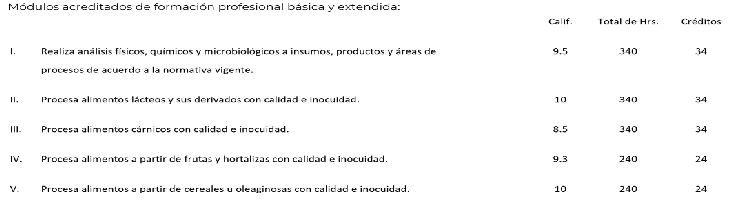 Módulos acreditados de formación profesional básica y extendida:
Calif. Total de Hrs. Créditos
I. Realiza análisis físicos, químicos y microbiológicos a insumos, productos y áreas de 9.5 340 34
procesos de acuerdo a la normativa vigente.
II. Procesa alimentos lácteos y sus derivados con calidad e inocuidad. 10 340 34
III. Procesa alimentos cárnicos con calidad e inocuidad. 8.5 340 34
IV. Procesa alimentos a partir de frutas y hortalizas con calidad e inocuidad. 9.3 240 24
V. Procesa alimentos a partir de cereales u oleaginosas con calidad e inocuidad. 10 240 24